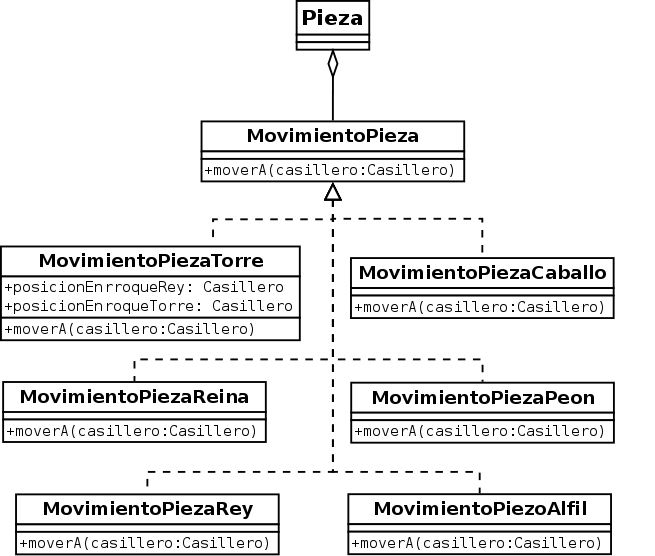 Pieza
MovimientoPieza
+moverA(casillero:Casillero)
MovimientoPiezaTorre
+posicionEnrroqueRey: Casillero
+posicionEnroqueTorre: Casillero
+moverA(casillero:Casillero)
MovimientoPiezaCaballo
+moverA(casillero:Casillero)
MovimientoPiezaReina
+moverA(casillero:Casillero)
MovimientoPiezaPeon
+moverA(casillero:Casillero)
MovimientoPiezaRey
+moverA(casillero:Casillero)
MovimientoPiezoAlfil
+moverA(casillero:Casillero)